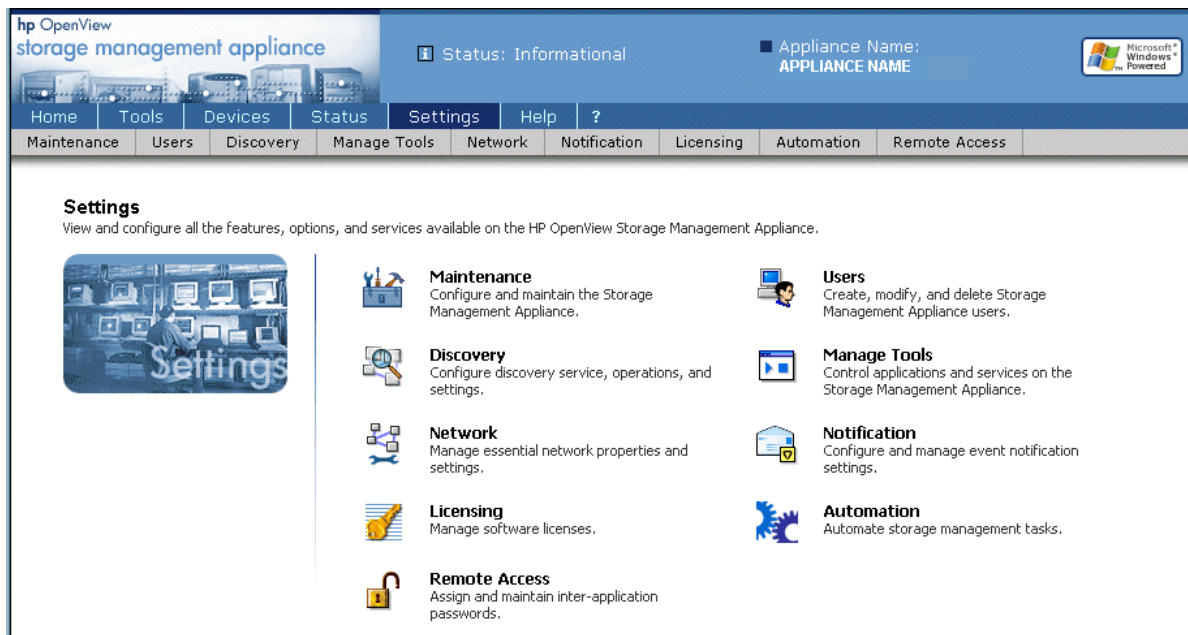 hp OpenView
storage management appliance
i Status: Informational
Appliance Name:
APPLIANCE NAME
Microsoft®
Windows®
Powered
TM
Home Tools Devices Status Settings Help ?
Maintenance Users Discovery Manage Tools Network Notification Licensing Automation Remote Access
Settings
View and configure all the features, options, and services available on the HP OpenView Storage Management Appliance.
Settings
Maintenance
Configure and maintain the Storage
Management Appliance.
Users
Create, modify, and delete Storage
Management Appliance users.
Discovery
Configure discovery service, operations, and
settings.
Manage Tools
Control applications and services on the
Storage Management Appliance.
Network
Manage essential network properties and
settings.
Notification
Configure and manage event notification
settings.
Licensing
Manage software licenses.
Automation
Automate storage management tasks.
Remote Access
Assign and maintain inter-application
passwords.